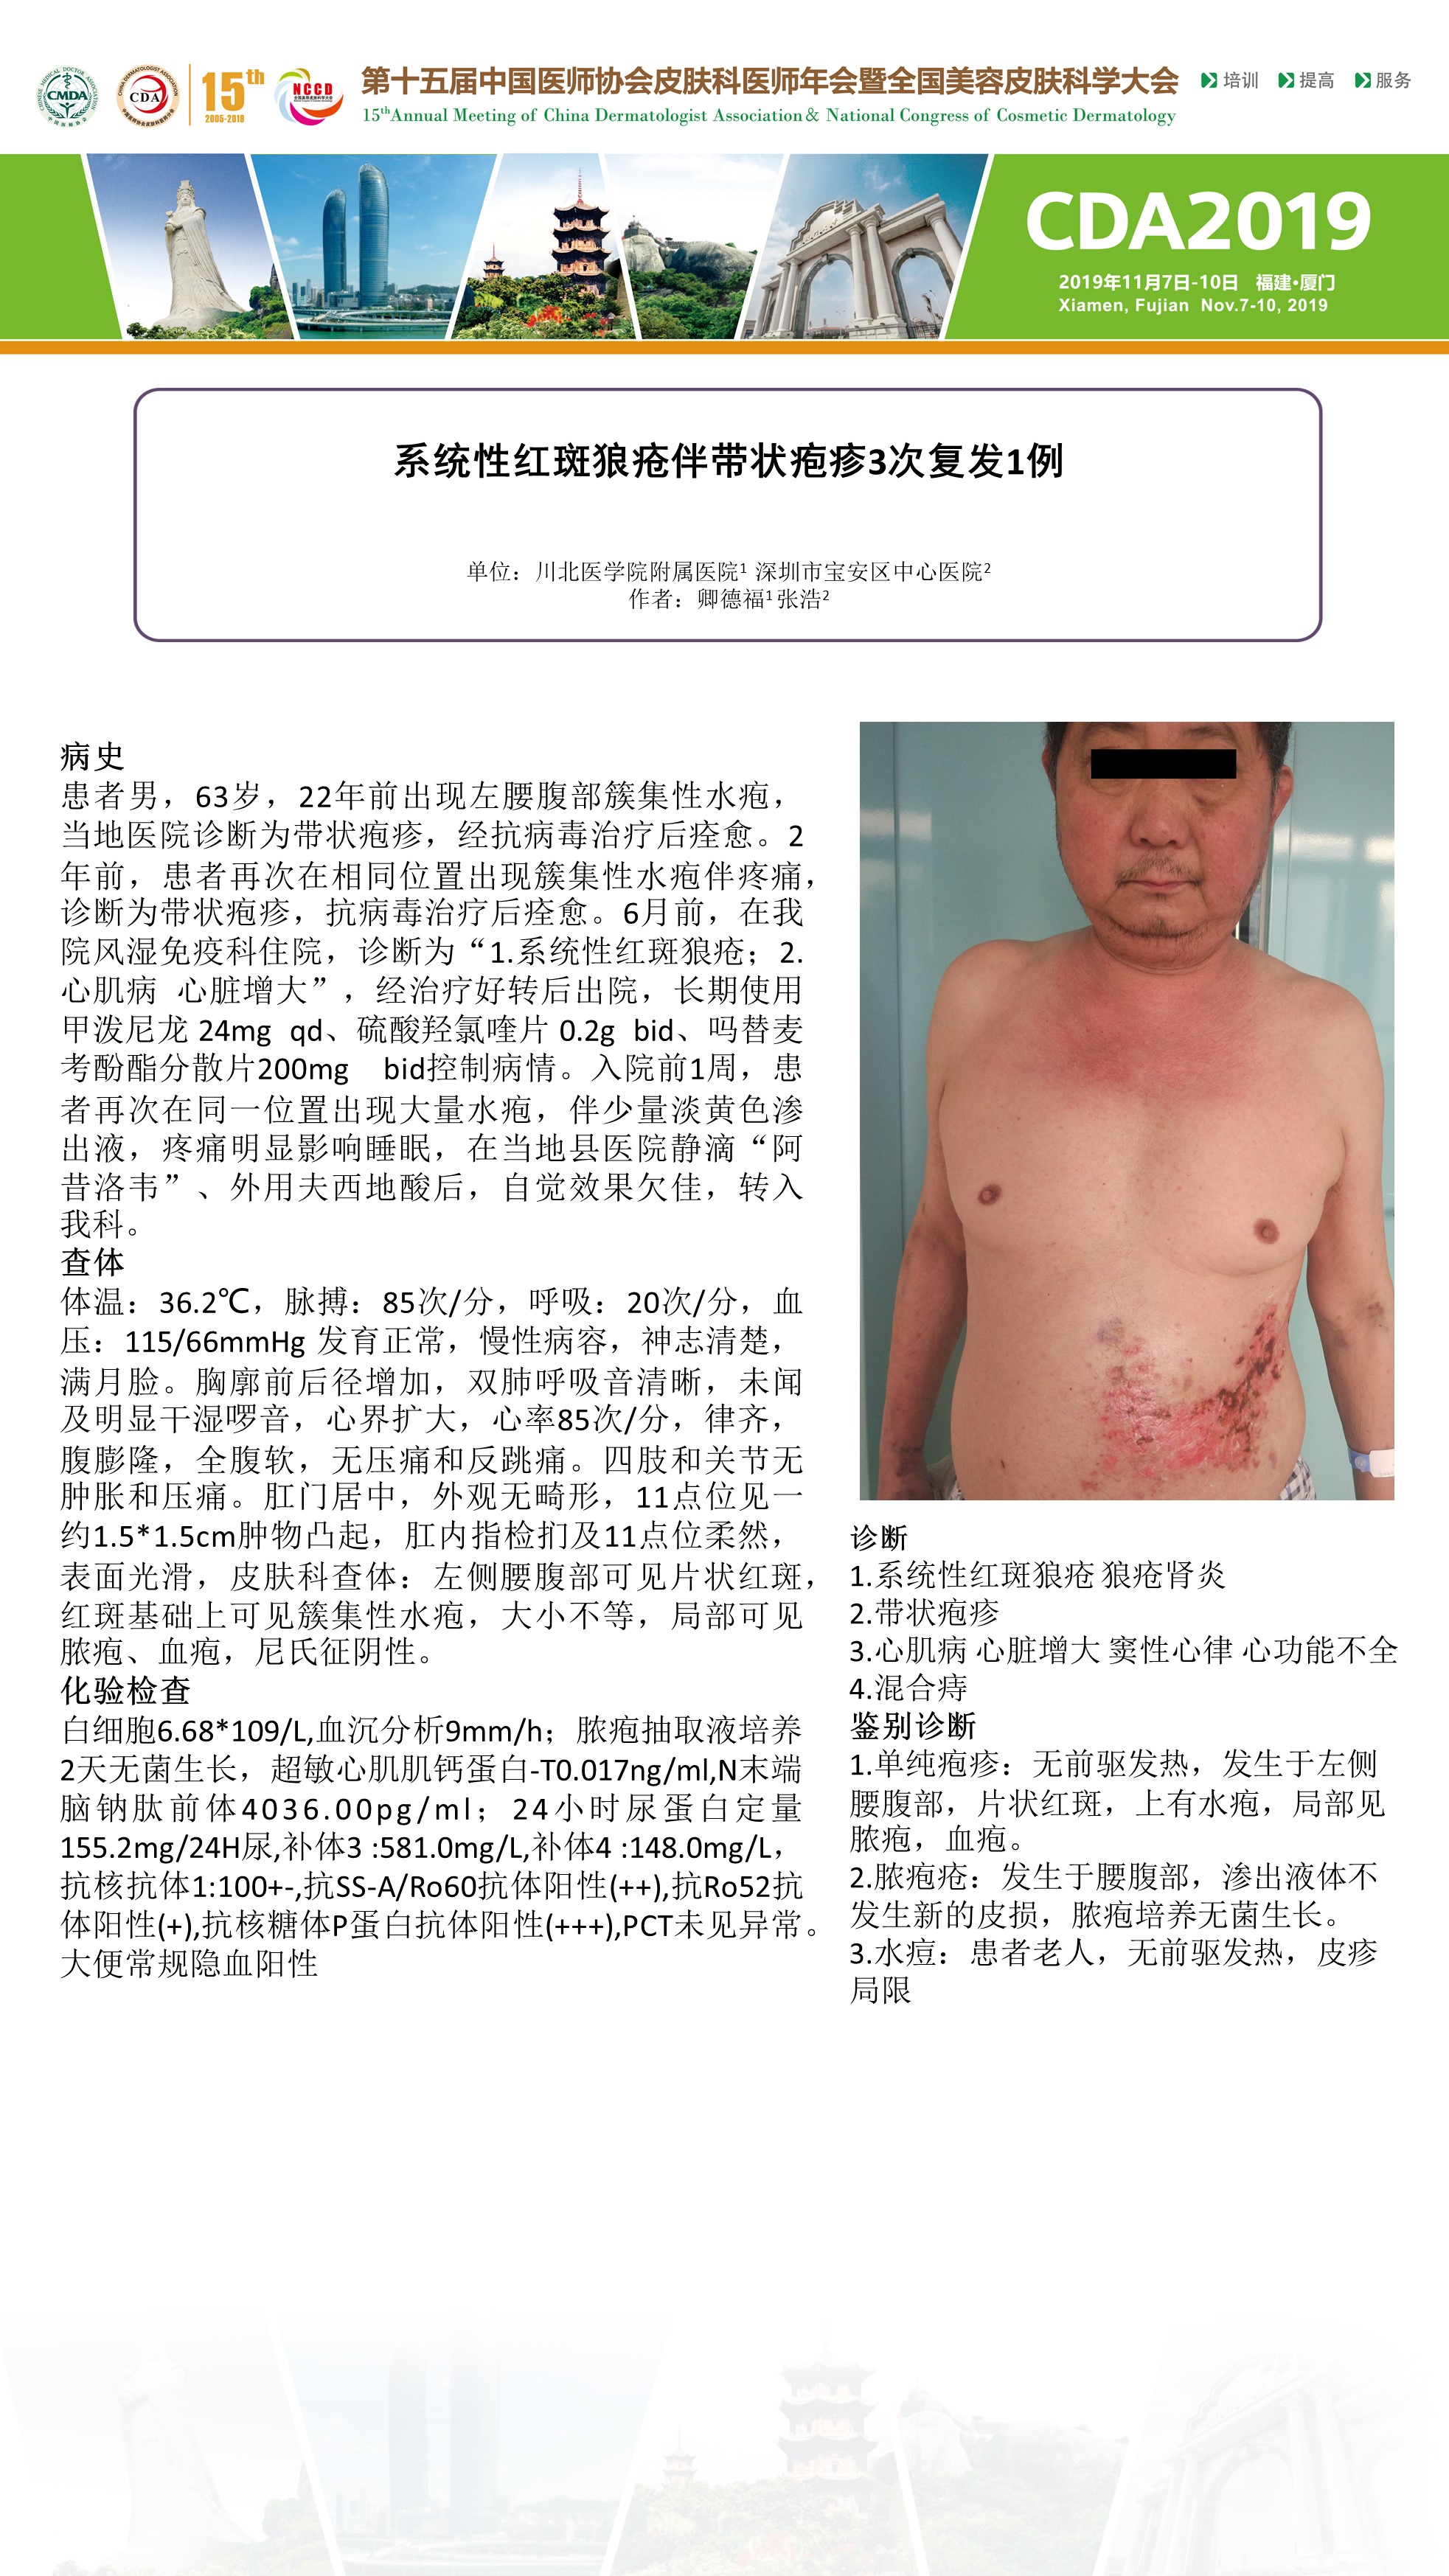 CMDA
CDA
15th
2005-2019
NCCD
第十五届中国医师协会皮肤科医师年会暨全国美容皮肤科学大会
15thAnnual Meeting of China Dermatologist Association & National Congress of Cosmetic Dermatology
培训 提高 服务
CDA2019
2019年11月7日-10日 福建•厦门
Xiamen, Fujian Nov.7-10, 2019
系统性红斑狼疮伴带状疱疹3次复发1例
单位：川北医学院附属医院1 深圳市宝安区中心医院2
作者：卿德福1 张浩2
病史
患者男，63岁，22年前出现左腰腹部簇集性水疱，
当地医院诊断为带状疱疹，经抗病毒治疗后痊愈。2
年前，患者再次在相同位置出现簇集性水疱伴疼痛，
诊断为带状疱疹，抗病毒治疗后痊愈。6月前，在我
院风湿免疫科住院，诊断为“1.系统性红斑狼疮；2.
心肌病 心脏增大”，经治疗好转后出院，长期使用
甲泼尼龙 24mg qd、硫酸羟氯喹片 0.2g bid、吗替麦
考酚酯分散片200mg bid控制病情。入院前1周，患
者再次在同一位置出现大量水疱，伴少量淡黄色渗
出液，疼痛明显影响睡眠，在当地县医院静滴“阿
昔洛韦”、外用夫西地酸后，自觉效果欠佳，转入
我科。
查体
体温：36.2℃，脉搏：85次/分，呼吸：20次/分，血
压：115/66mmHg 发育正常，慢性病容，神志清楚，
满月脸。胸廓前后径增加，双肺呼吸音清晰，未闻
及明显干湿啰音，心界扩大，心率85次/分，律齐，
腹膨隆，全腹软，无压痛和反跳痛。四肢和关节无
肿胀和压痛。肛门居中，外观无畸形，11点位见一
约1.5*1.5cm肿物凸起，肛内指检扪及11点位柔然，
表面光滑，皮肤科查体：左侧腰腹部可见片状红斑，
红斑基础上可见簇集性水疱，大小不等，局部可见
脓疱、血疱，尼氏征阴性。
化验检查
白细胞6.68*109/L,血沉分析9mm/h；脓疱抽取液培养
2天无菌生长，超敏心肌肌钙蛋白-T0.017ng/ml,N末端
脑钠肽前体4036.00pg/ml；24小时尿蛋白定量
155.2mg/24H尿,补体3 :581.0mg/L,补体4 :148.0mg/L，
抗核抗体1:100+-,抗SS-A/Ro60抗体阳性(++),抗Ro52抗
体阳性(+),抗核糖体P蛋白抗体阳性(+++),PCT未见异常。
大便常规隐血阳性
诊断
1.系统性红斑狼疮 狼疮肾炎
2.带状疱疹
3.心肌病 心脏增大 窦性心律 心功能不全
4.混合痔
鉴别诊断
1.单纯疱疹：无前驱发热，发生于左侧
腰腹部，片状红斑，上有水疱，局部见
脓疱，血疱。
2.脓疱疮：发生于腰腹部，渗出液体不
发生新的皮损，脓疱培养无菌生长。
3.水痘：患者老人，无前驱发热，皮疹
局限